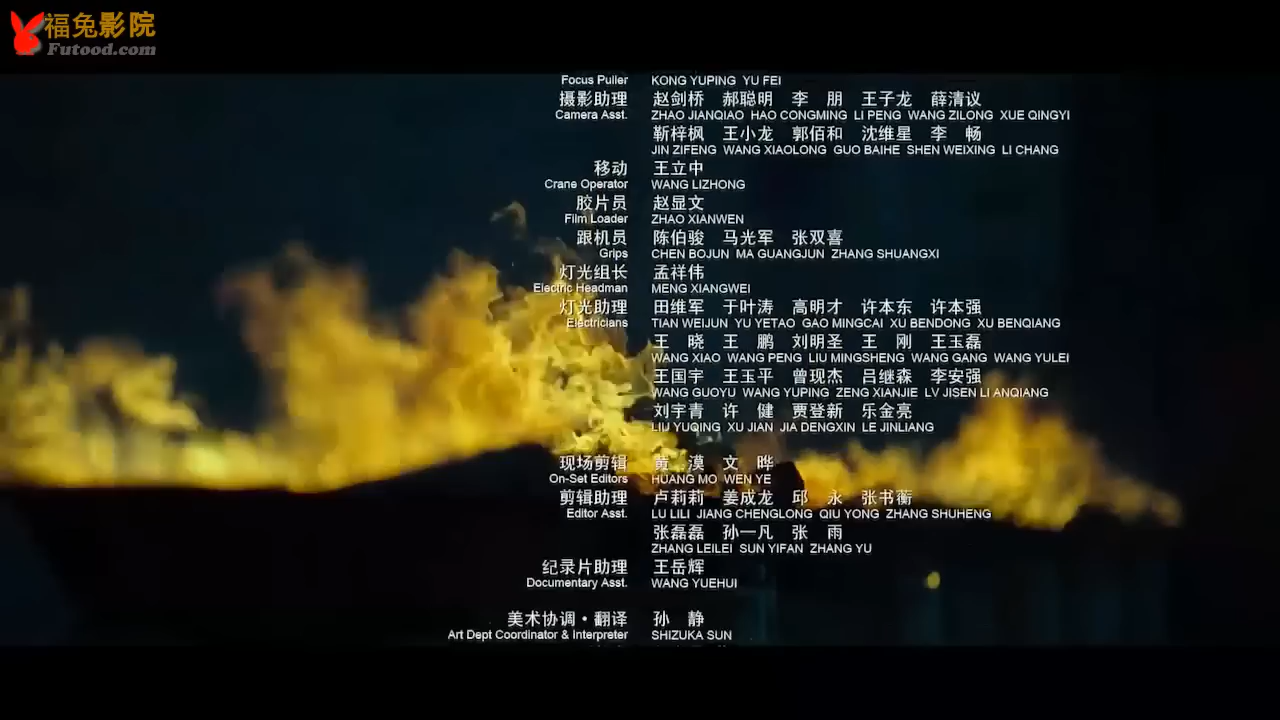 福兔影院
Futood.com
Focus Puller KONG YUPING YU FEI
摄影助理 赵剑桥 郝聪明 李 朋 王子龙 薛清议
Camera Asst. ZHAO JIANQIAO HAO CONGMING LI PENG WANG ZILONG XUE QINGYI
靳梓枫 王小龙 郭佰和 沈维星 李 畅
JIN ZIFENG WANG XIAOLONG GUO BAIHE SHEN WEIXING LI CHANG
移动 王立中
Crane Operator WANG LIZHONG
胶片员 赵显文
Film Loader ZHAO XIANWEN
跟机员 陈伯骏 马光军 张双喜
Grips CHEN BOJUN MA GUANGJUN ZHANG SHUANGXI
灯光组长 孟祥伟
Electric Headman MENG XIANGWEI
灯光助理 田维军 于叶涛 高明才 许本东 许本强
Electricians TIAN WEIJUN YU YETAO GAO MINGCAI XU BENDONG XU BENQIANG
王 晓 王 鹏 刘明圣 王 刚 王玉磊
WANG XIAO WANG PENG LIU MINGSHENG WANG GANG WANG YULEI
王国宇 王玉平 曾现杰 吕继森 李安强
WANG GUOYU WANG YUPING ZENG XIANJIE LV JISEN LI ANQIANG
刘宇青 许 健 贾登新 乐金亮
LIU YUQING XU JIAN JIA DENGXIN LE JINLIANG
现场剪辑 黄 漠 文 晔
On-Set Editors HUANG MO WEN YE
剪辑助理 卢莉莉 姜成龙 邱 永 张书蘅
Editor Asst. LU LILI JIANG CHENGLONG QIU YONG ZHANG SHUHENG
张磊磊 孙一凡 张 雨
ZHANG LEILEI SUN YIFAN ZHANG YU
纪录片助理 王岳辉
Documentary Asst. WANG YUEHUI
美术协调·翻译 孙 静
Art Dept Coordinator & Interpreter SHIZUKA SUN